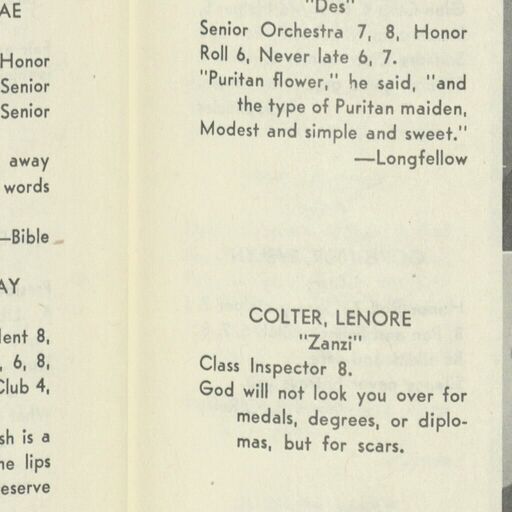 AE
Honor
Senior
Senior
away
words
—Bible
AY
lent 8,
, 6, 8,
Club 4,
sh is a
he lips
eserve
"Des"
Senior Orchestra 7, 8, Honor
Roll 6, Never late 6, 7.
"Puritan flower," he said, "and
the type of Puritan maiden,
Modest and simple and sweet."
—Longfellow
COLTER, LENORE
"Zanzi"
Class Inspector 8.
God will not look you over for
medals, degrees, or diplo-
mas, but for scars.